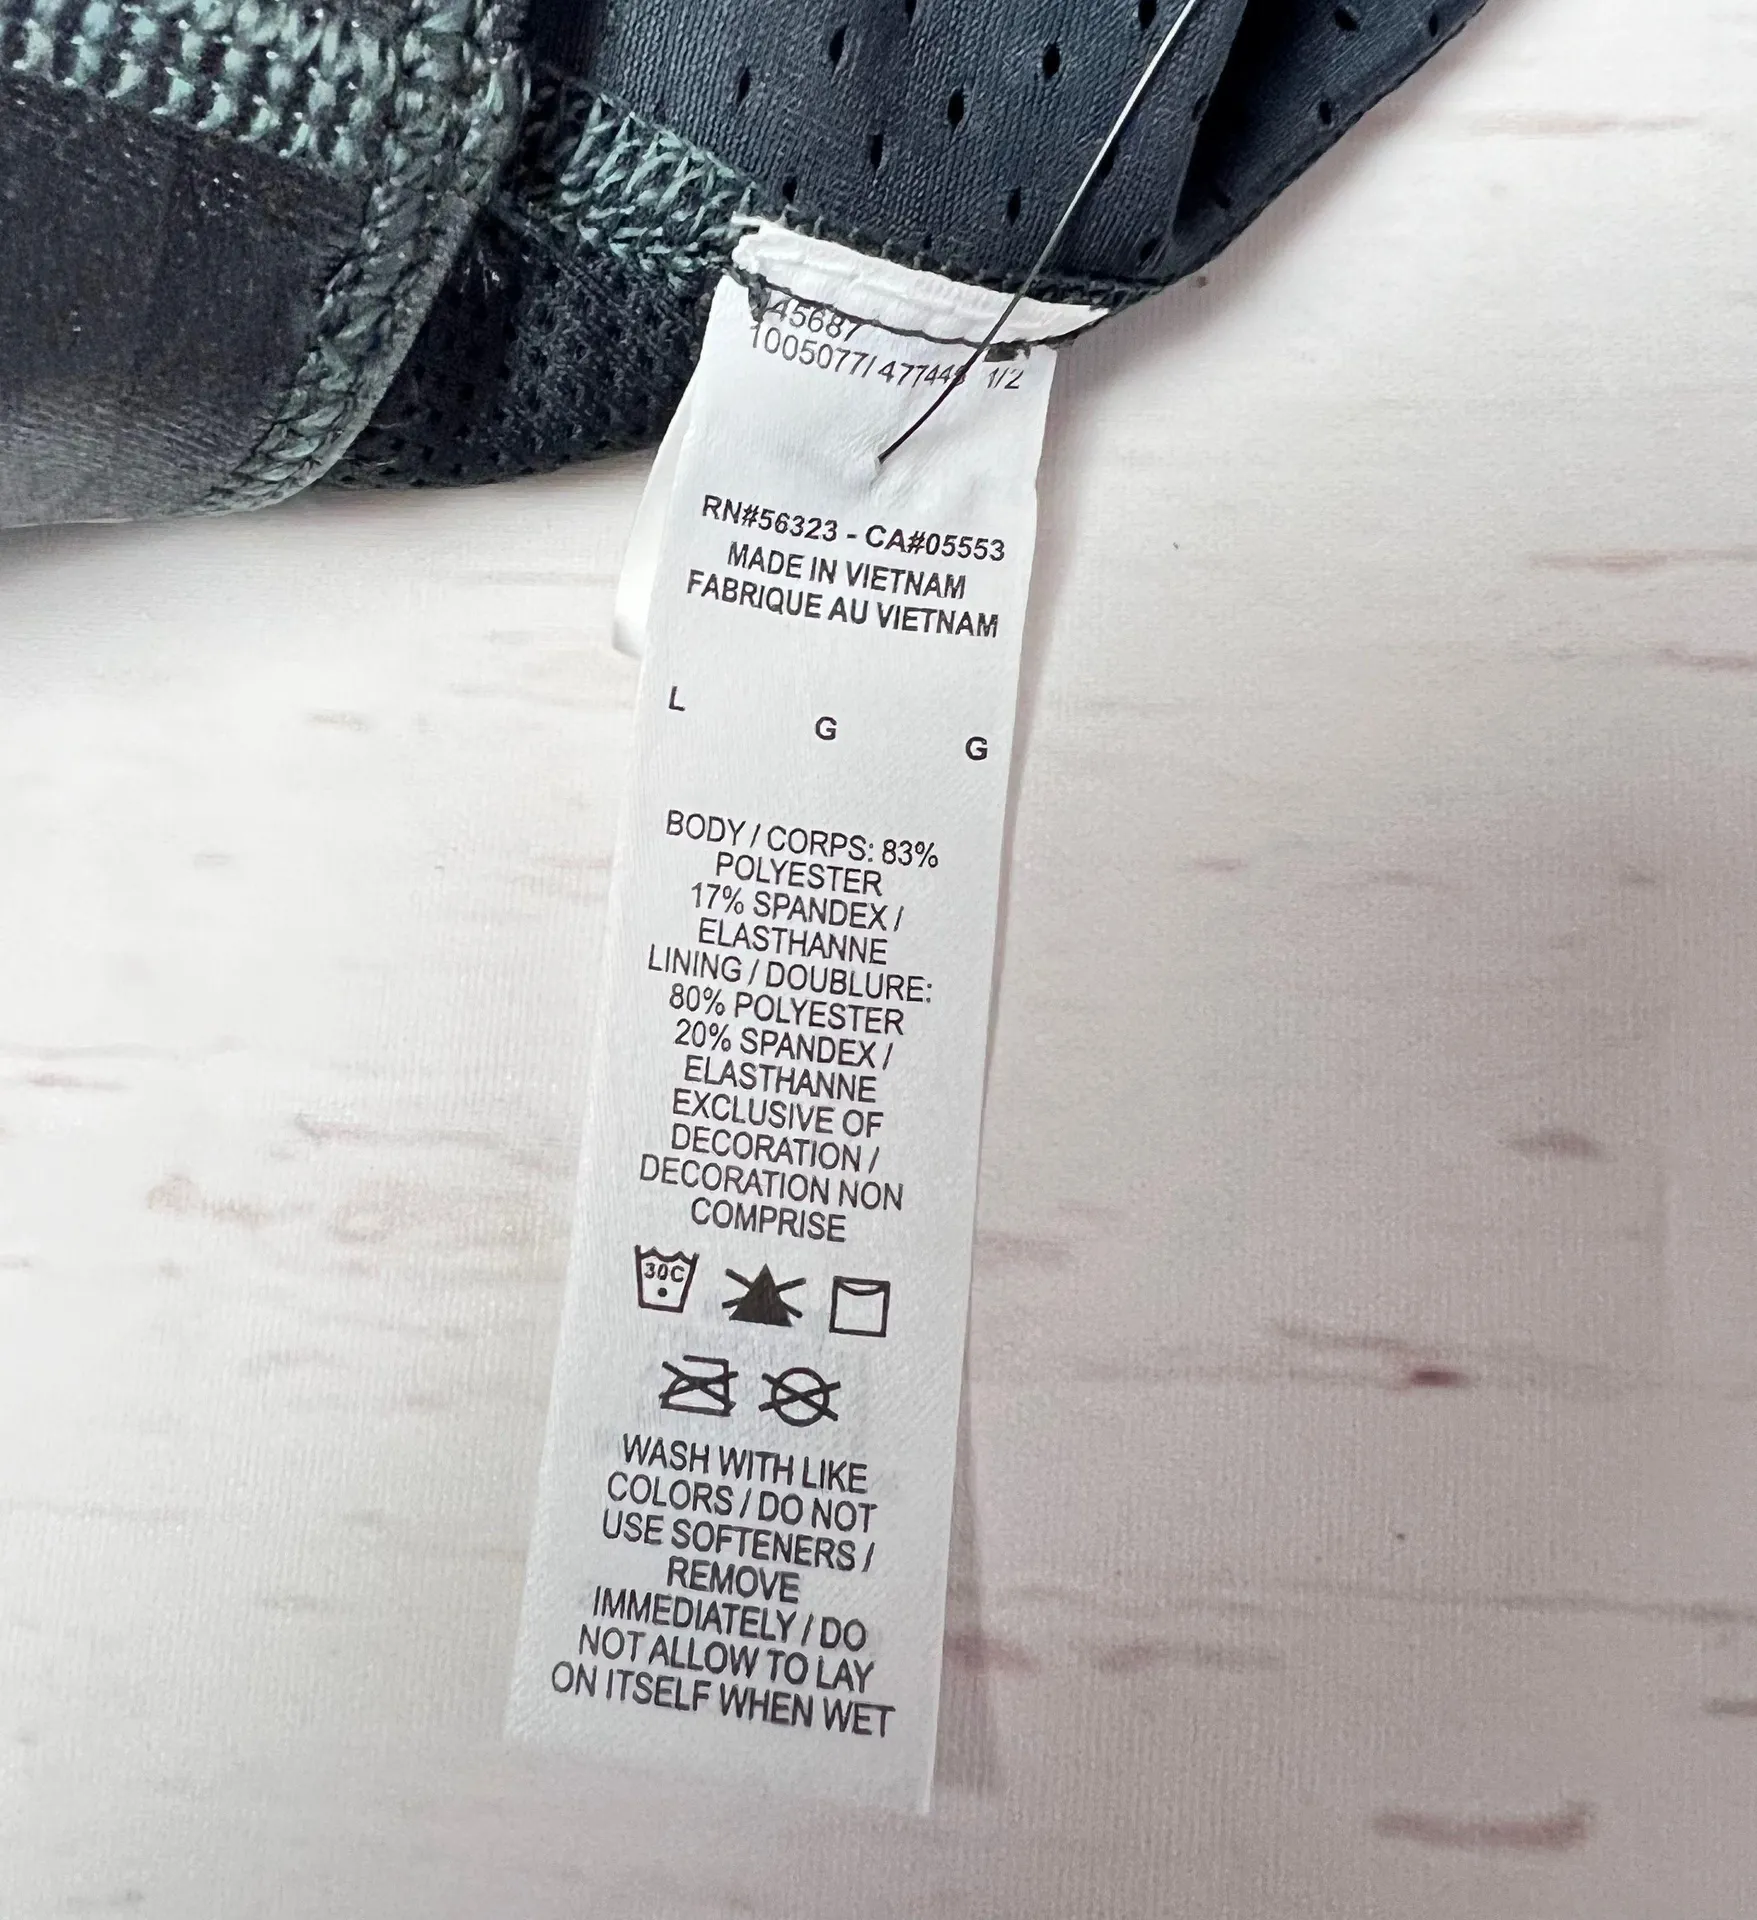 45687
1005077/ 1/2
RN#56323 - CA#05553
MADE IN VIETNAM
FABRIQUE AU VIETNAM
L G G
BODY / CORPS: 83%
POLYESTER
17% SPANDEX /
ELASTHANNE
LINING / DOUBLURE:
80% POLYESTER
20% SPANDEX /
ELASTHANNE
EXCLUSIVE OF
DECORATION /
DECORATION NON
COMPRISE
30C
WASH WITH LIKE
COLORS / DO NOT
USE SOFTENERS /
REMOVE
IMMEDIATELY / DO
NOT ALLOW TO LAY
ON ITSELF WHEN WET